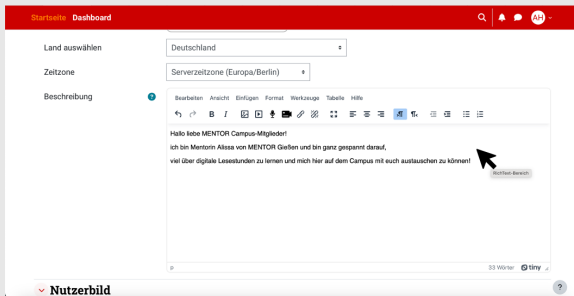 Startseite Dashboard
AH
Land auswählen
Deutschland
Zeitzone
Serverzeitzone (Europa/Berlin)
Beschreibung
?
Bearbeiten Ansicht Einfügen Format Werkzeuge Tabelle Hilfe
B I
Hallo liebe MENTOR Campus-Mitglieder!
ich bin Mentorin Alissa von MENTOR Gießen und bin ganz gespannt darauf,
viel über digitale Lesestunden zu lernen und mich hier auf dem Campus mit euch austauschen zu können!
RichText-Bereich
p
33 Wörter tiny
Nutzerbild
?